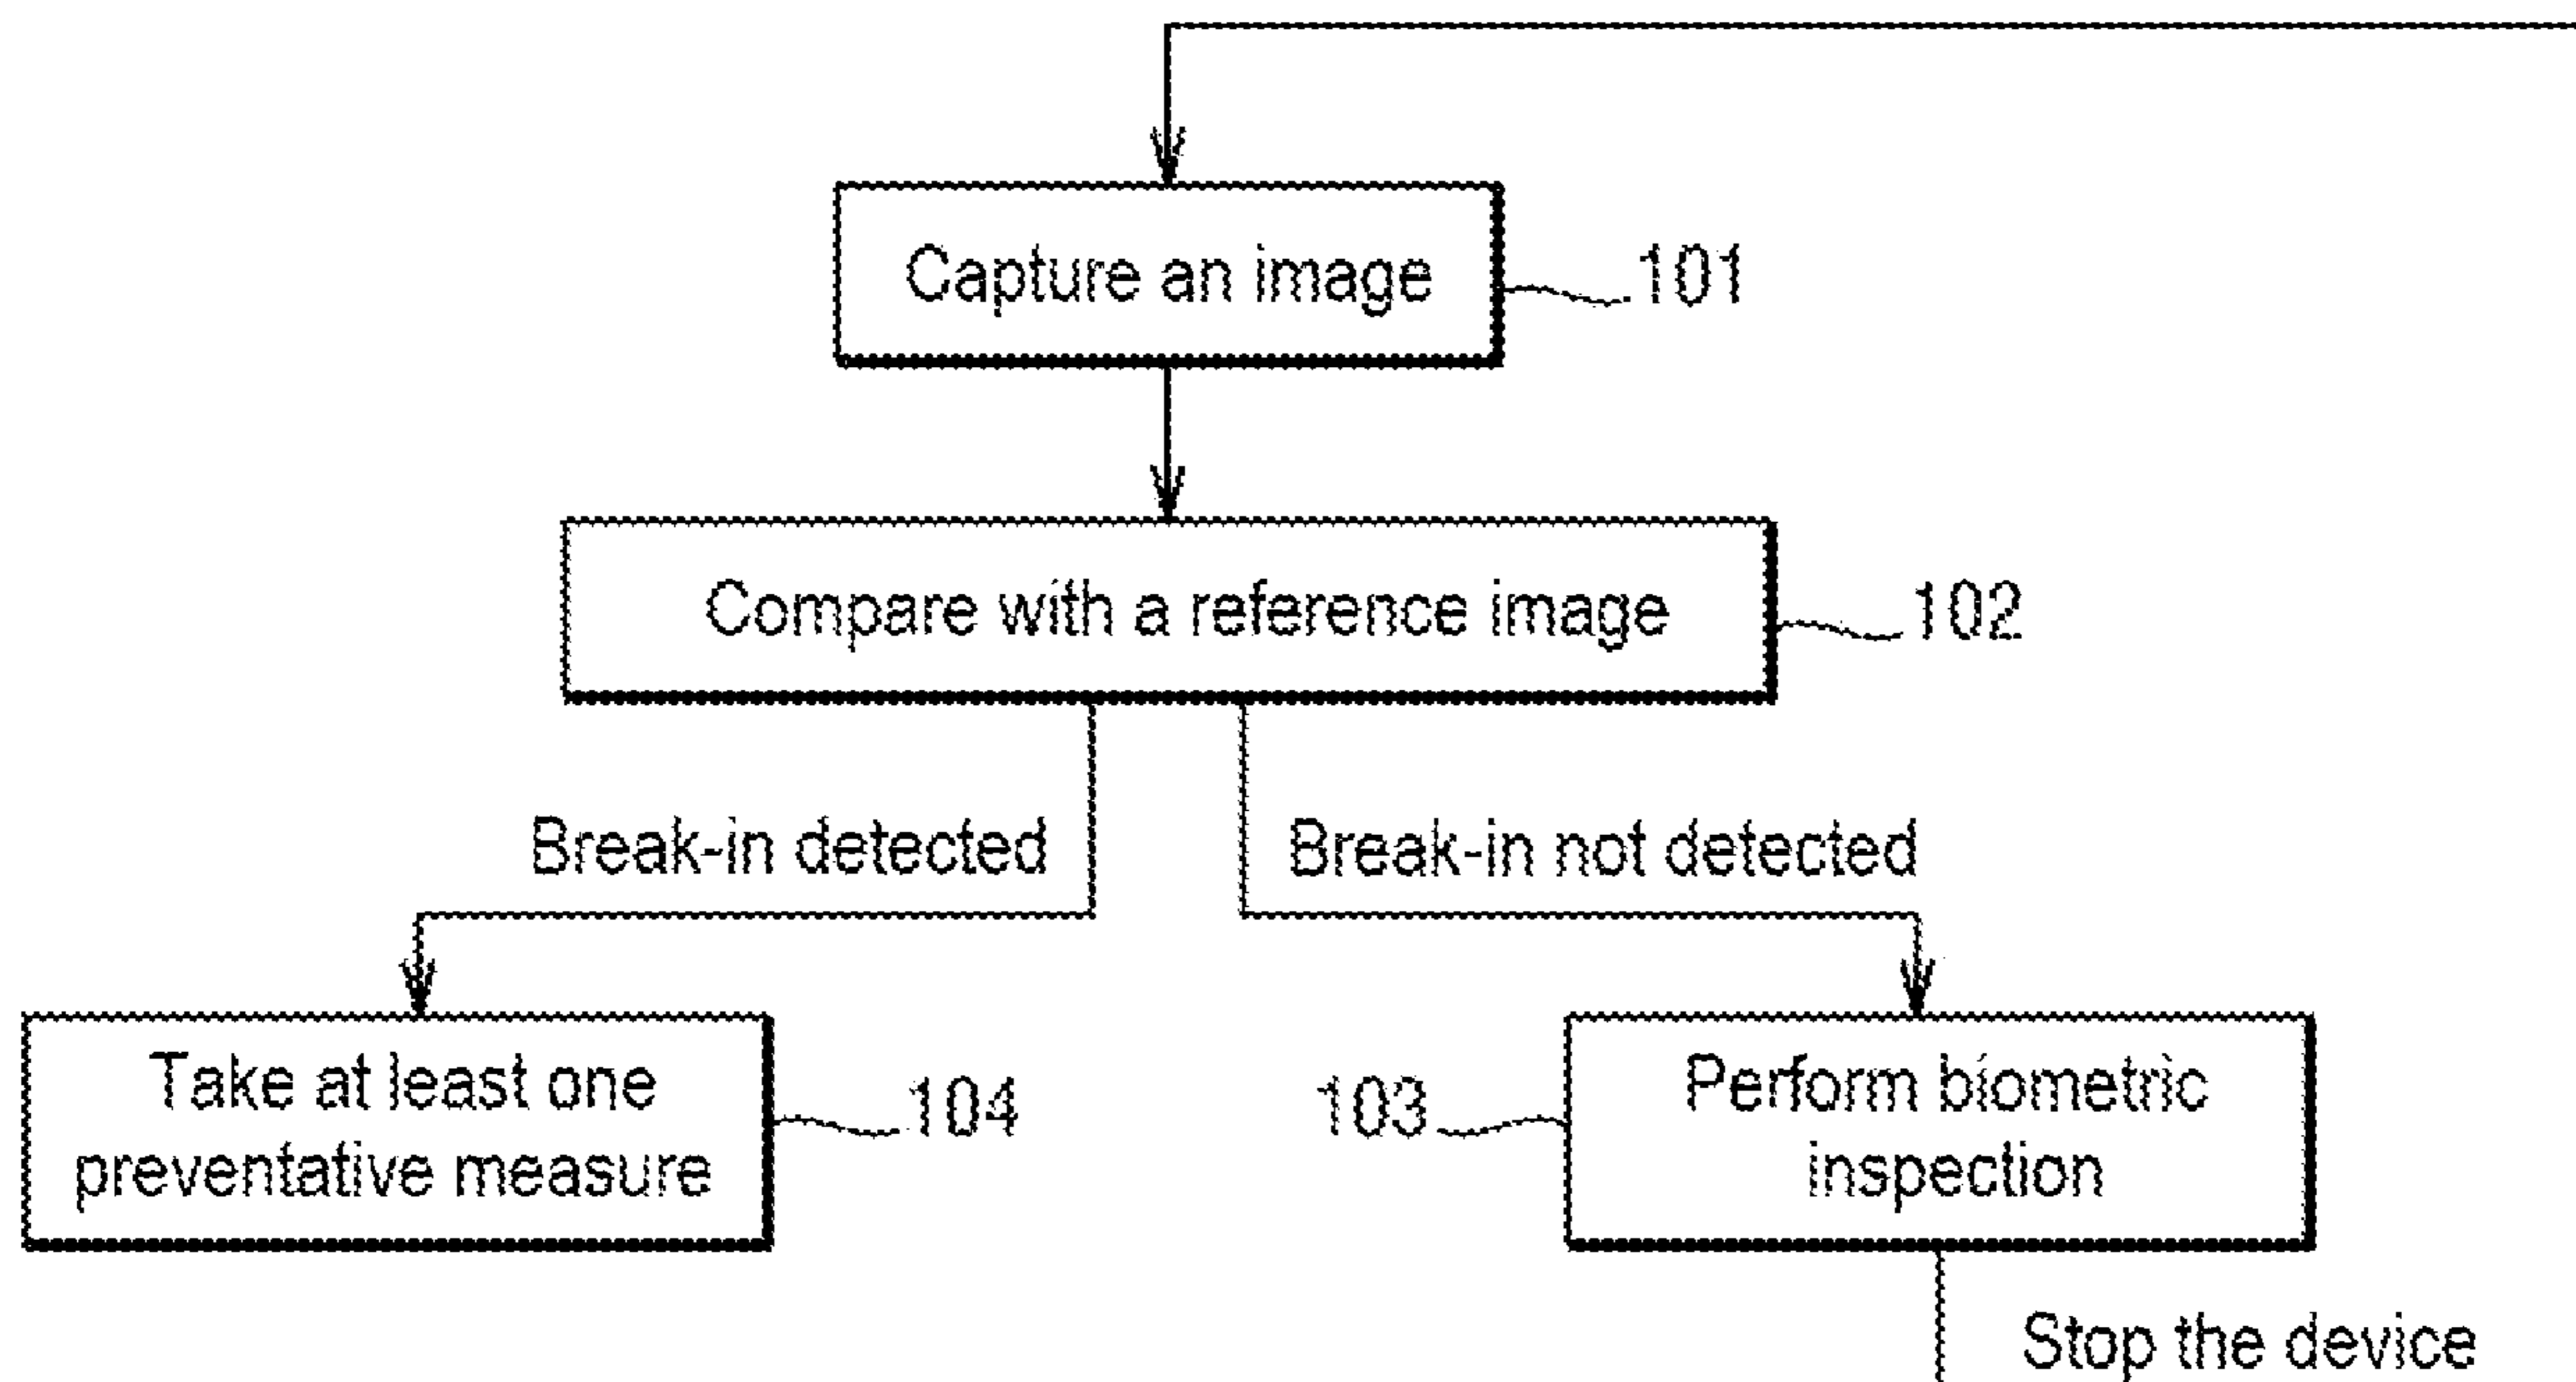 Capture an image
101
Compare with a reference image
102
Break-in detected
Break-in not detected
Take at least one
preventative measure
104
103
Perform biometric
inspection
Stop the device